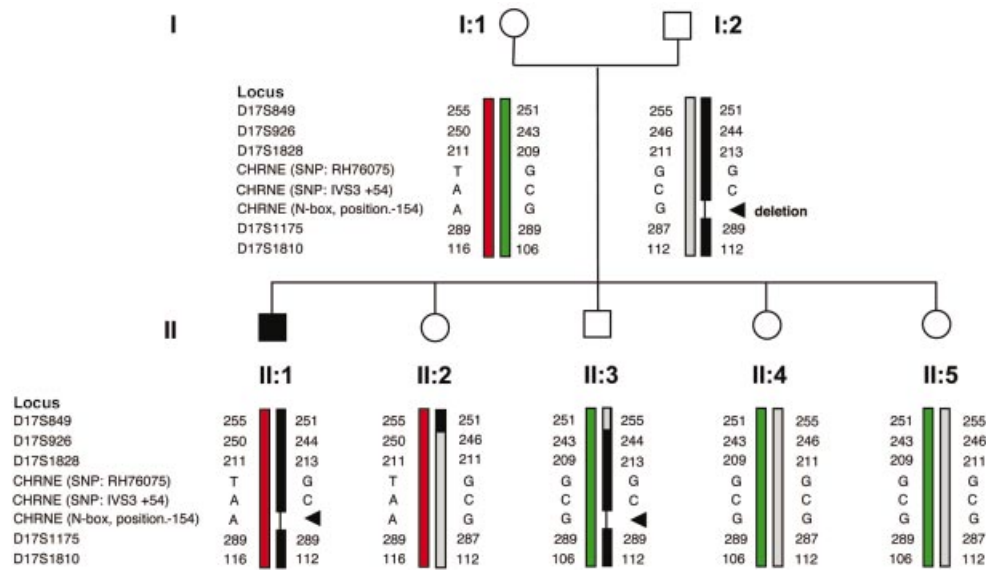 I I:1 I:2
Locus
D17S849 255 251 255 251
D17S926 250 243 246 244
D17S1828 211 209 211 213
CHRNE (SNP: RH76075) T G G G
CHRNE (SNP: IVS3 +54) A C C C
CHRNE (N-box, position.-154) A G G deletion
D17S1175 289 289 287 289
D17S1810 116 106 112 112
II
II:1 II:2 II:3 II:4 II:5
Locus
D17S849 255 251 255 251 251 255 251 255 251 255
D17S926 250 244 250 246 243 244 243 246 243 246
D17S1828 211 213 211 211 209 213 209 211 209 211
CHRNE (SNP: RH76075) T G T G G G G G G G
CHRNE (SNP: IVS3 +54) A C A C C C C C C C
CHRNE (N-box, position.-154) A A G G G G G G
D17S1175 289 289 289 287 289 289 289 287 289 287
D17S1810 116 112 116 112 106 112 106 112 106 112